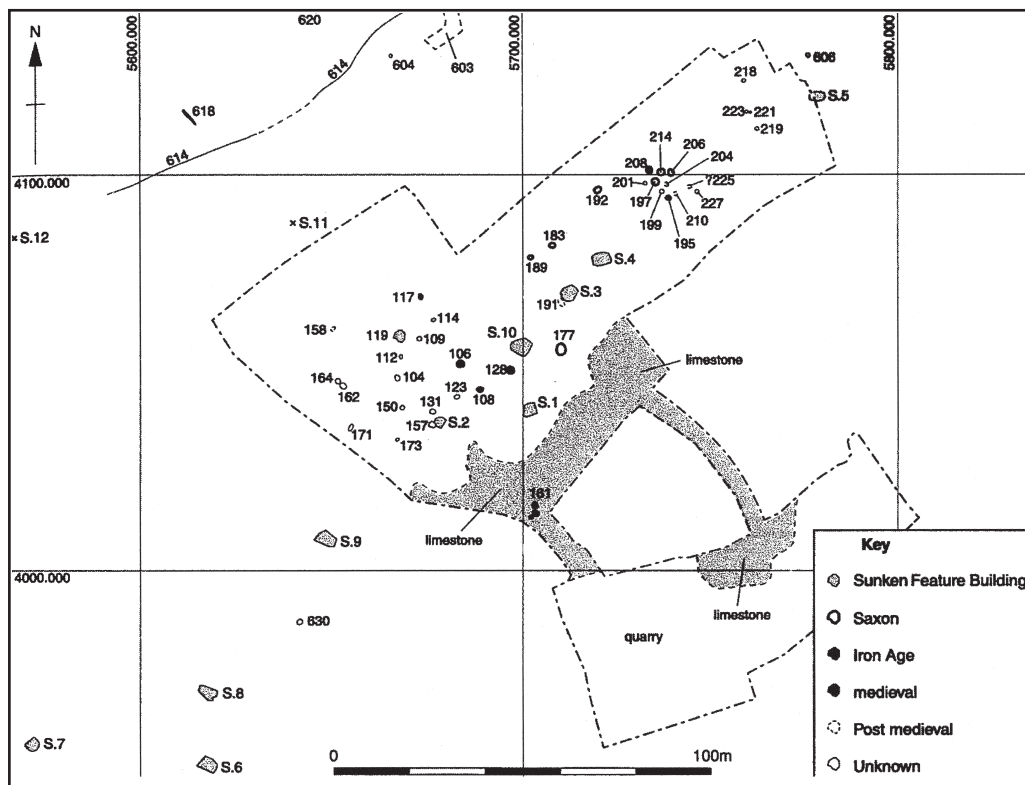 N
5600.000
5700.000
5800.000
620
614
604
603
606
618
218
S.5
223
221
219
614
214
206
208
204
4100.000
201
?225
192
197
227
199
210
195
S.11
S.12
183
S.4
189
S.3
117
191
114
158
119
109
S.10
177
limestone
106
112
128
164
104
162
123
108
131
S.1
150
157
S.2
171
173
161
limestone
S.9
4000.000
limestone
630
quarry
S.8
S.7
S.6
0
100m
Key
Sunken Feature Building
Saxon
Iron Age
medieval
Post medieval
Unknown